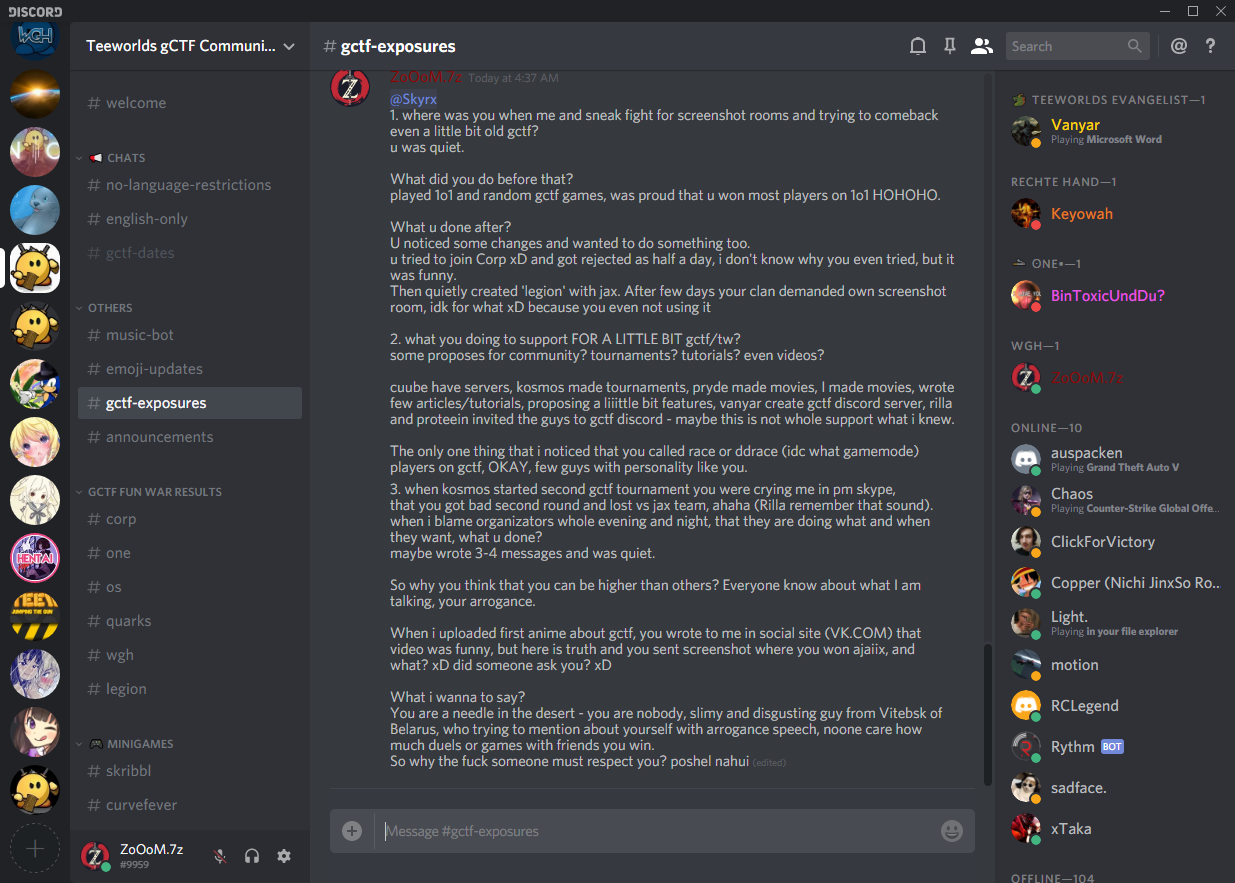 DISCORD
WGH
HENTAI
TEET
JUMPING THE GUN
Teeworlds gCTF Communi...
# welcome
CHATS
# no-language-restrictions
# english-only
# gctf-dates
OTHERS
# music-bot
# emoji-updates
# gctf-exposures
# announcements
GCTF FUN WAR RESULTS
# corp
# one
# os
# quarks
# wgh
# legion
MINIGAMES
# skribbl
# curvefever
ZoOoM.7z
#9959
# gctf-exposures
Search
ZoOoM.7z Today at 4:37 AM
@Skyrx
1. where was you when me and sneak fight for screenshot rooms and trying to comeback
even a little bit old gctf?
u was quiet.
What did you do before that?
played 1o1 and random gctf games, was proud that u won most players on 1o1 HOHOHO.
What u done after?
U noticed some changes and wanted to do something too.
u tried to join Corp xD and got rejected as half a day, i don't know why you even tried, but it
was funny.
Then quietly created 'legion' with jax. After few days your clan demanded own screenshot
room, idk for what xD because you even not using it
2. what you doing to support FOR A LITTLE BIT gctf/tw?
some proposes for community? tournaments? tutorials? even videos?
cuube have servers, kosmos made tournaments, pryde made movies, I made movies, wrote
few articles/tutorials, proposing a liiittle bit features, vanyar create gctf discord server, rilla
and proteein invited the guys to gctf discord - maybe this is not whole support what i knew.
The only one thing that i noticed that you called race or ddrace (idc what gamemode)
players on gctf, OKAY, few guys with personality like you.
3. when kosmos started second gctf tournament you were crying me in pm skype,
that you got bad second round and lost vs jax team, ahaha (Rilla remember that sound).
when i blame organizators whole evening and night, that they are doing what and when
they want, what u done?
maybe wrote 3-4 messages and was quiet.
So why you think that you can be higher than others? Everyone know about what I am
talking, your arrogance.
When i uploaded first anime about gctf, you wrote to me in social site (VK.COM) that
video was funny, but here is truth and you sent screenshot where you won ajaiix, and
what? xD did someone ask you? xD
What i wanna to say?
You are a needle in the desert - you are nobody, slimy and disgusting guy from Vitebsk of
Belarus, who trying to mention about yourself with arrogance speech, noone care how
much duels or games with friends you win.
So why the fuck someone must respect you? poshel nahui (edited)
Message #gctf-exposures
TEEWORLDS EVANGELIST—1
Vanyar
Playing Microsoft Word
RECHTE HAND—1
Keyowah
ONE•—1
BinToxicUndDu?
WGH—1
ZoOoM.7z
ONLINE—10
auspacken
Playing Grand Theft Auto V
Chaos
Playing Counter-Strike Global Offe...
ClickForVictory
Copper (Nichi JinxSo Ro...
Light.
Playing in your file explorer
motion
RCLegend
Rythm BOT
sadface.
xTaka
OFFLINE—104